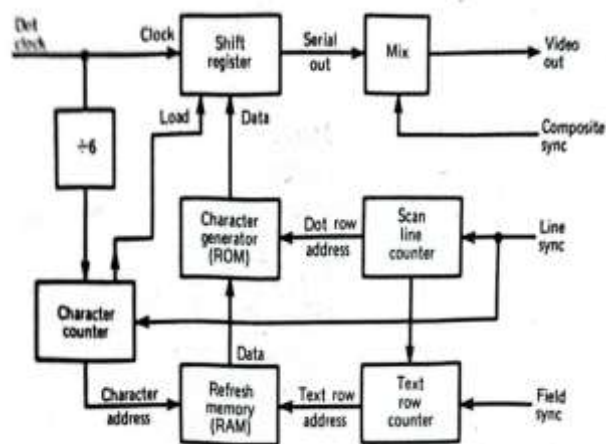 Dot
clock
Clock
Shift
register
Serial
out
Mix
Video
out
Load
Data
Composite
sync
÷6
Character
generator
(ROM)
Dot row
address
Scan
line
counter
Line
sync
Character
counter
Data
Character
address
Refresh
memory
(RAM)
Text row
address
Text
row
counter
Field
sync